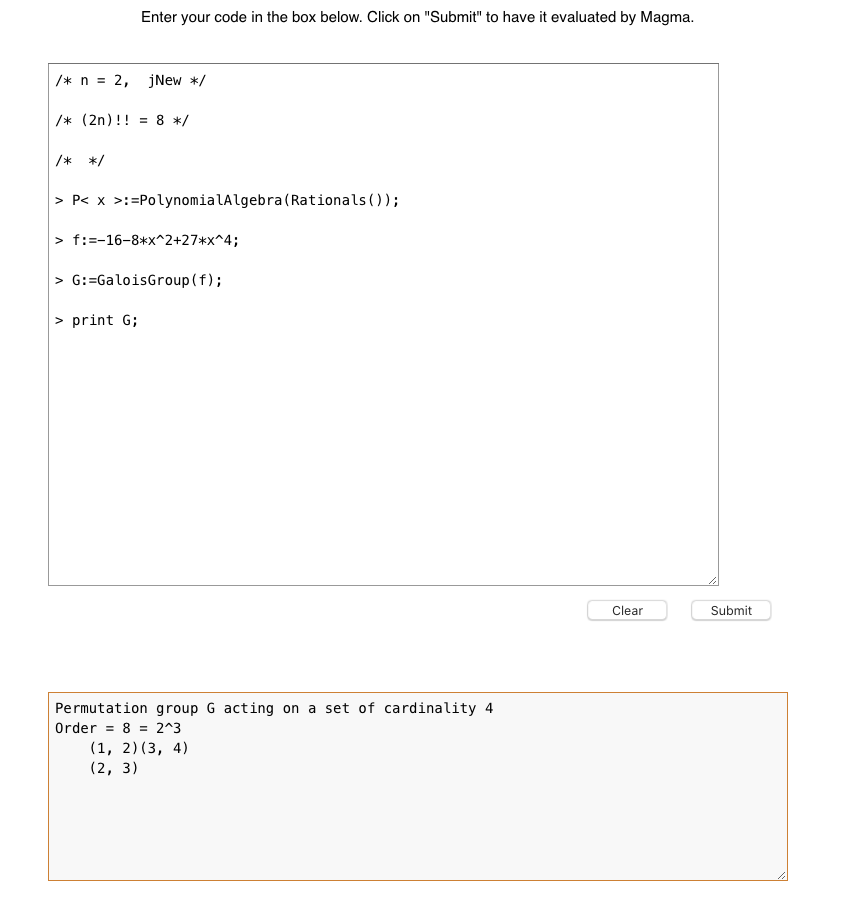 Enter your code in the box below. Click on "Submit" to have it evaluated by Magma.
/* n = 2,  jNew */
/* (2n)!! = 8 */
/*  */
> P< x >:=PolynomialAlgebra(Rationals());
> f:=-16-8*x^2+27*x^4;
> G:=GaloisGroup(f);
> print G;
Clear Submit
Permutation group G acting on a set of cardinality 4
Order = 8 = 2^3
    (1, 2)(3, 4)
    (2, 3)